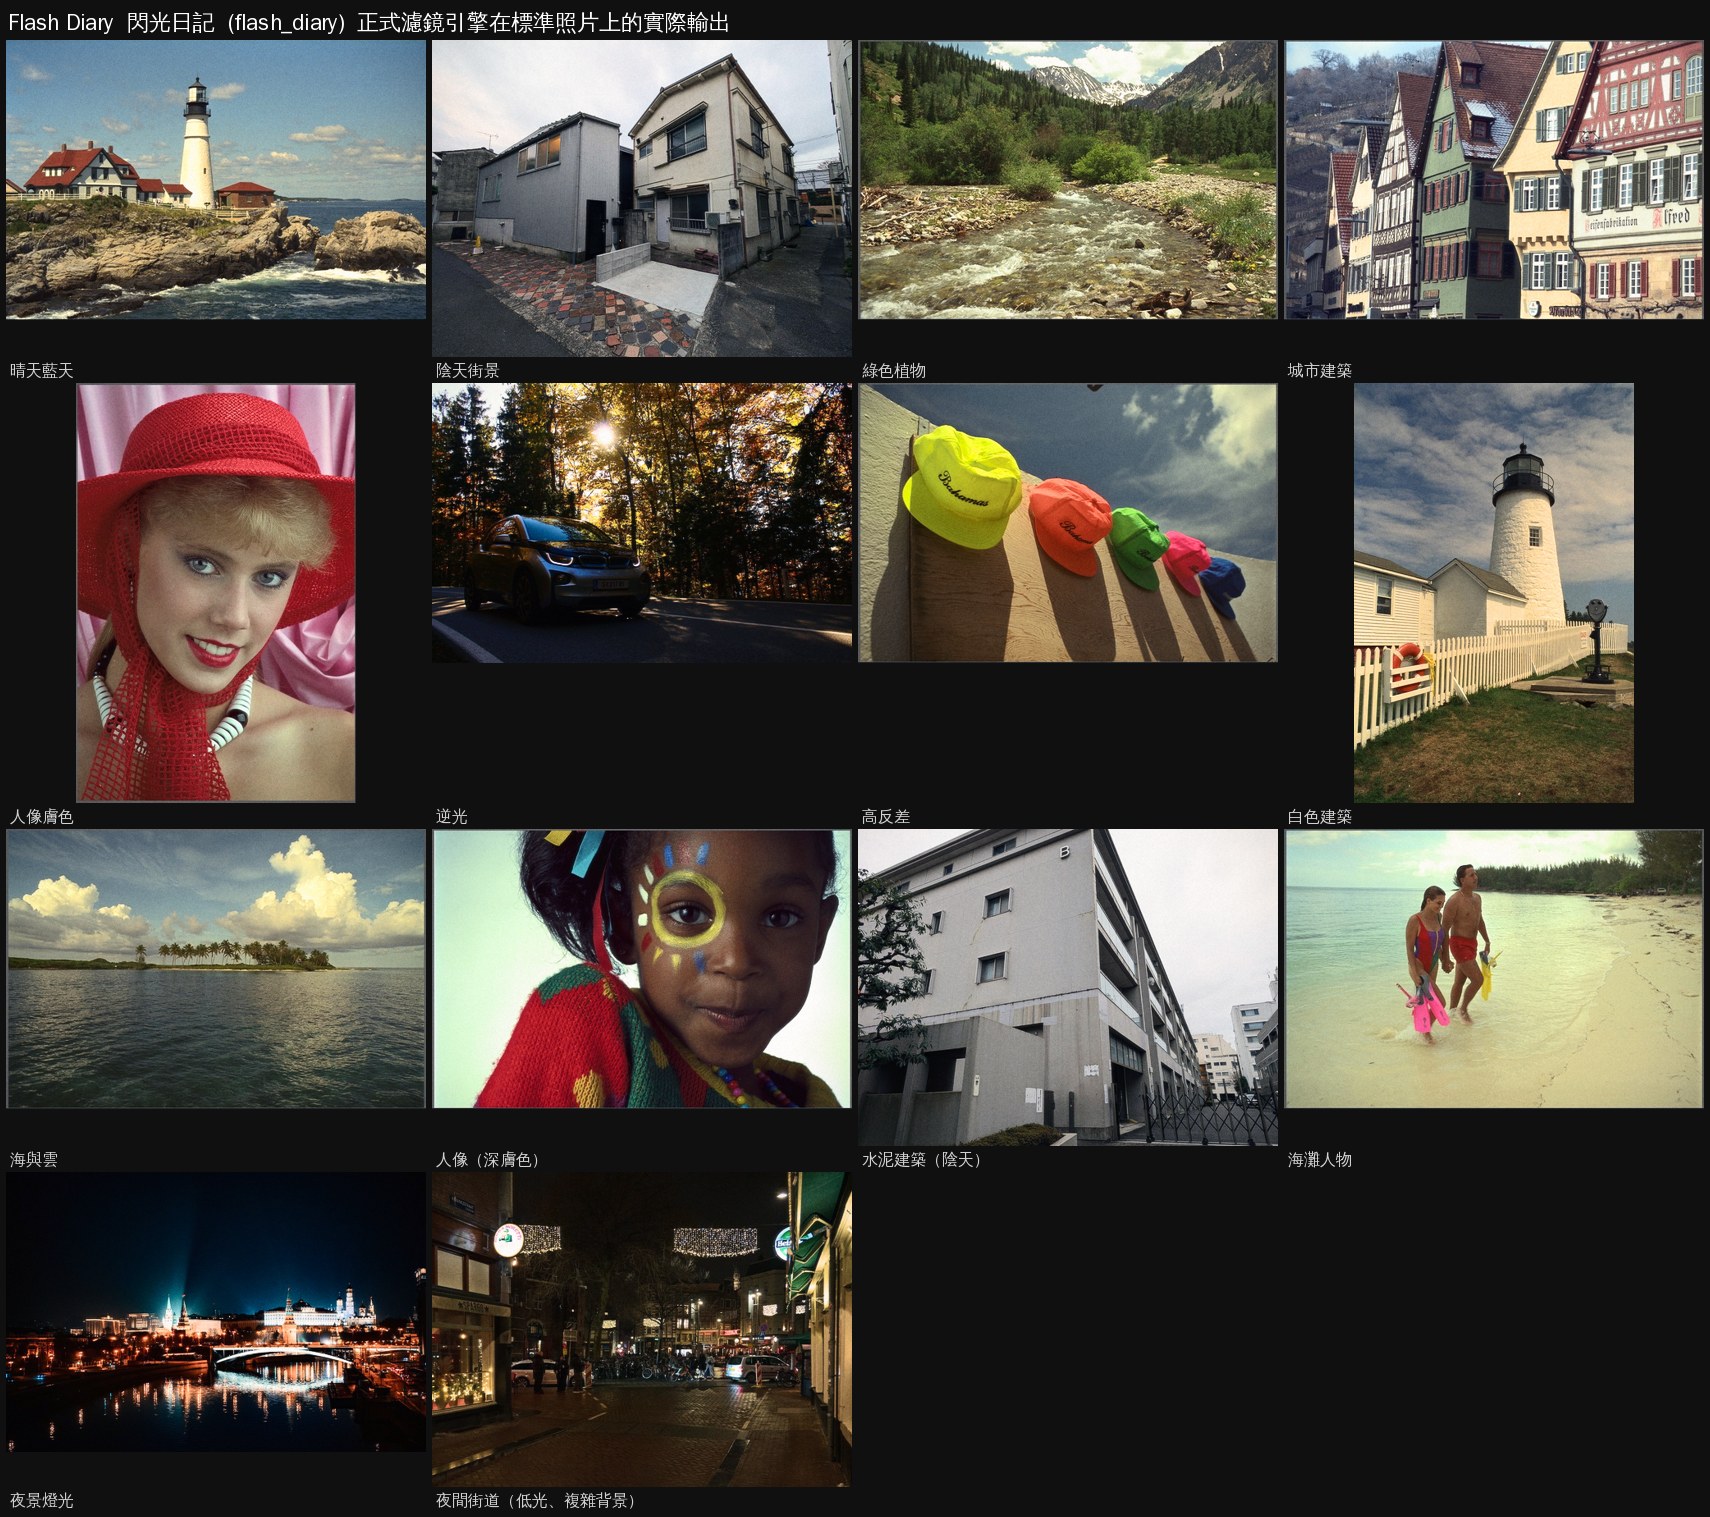 Flash Diary 閃光日記（flash_diary）正式濾鏡引擎在標準照片上的實際輸出
晴天藍天
陰天街景
綠色植物
Alfred
城市建築
Bahamas
人像膚色
逆光
高反差
白色建築
B
海與雲
人像（深膚色）
水泥建築（陰天）
海灘人物
夜景燈光
夜間街道（低光、複雜背景）